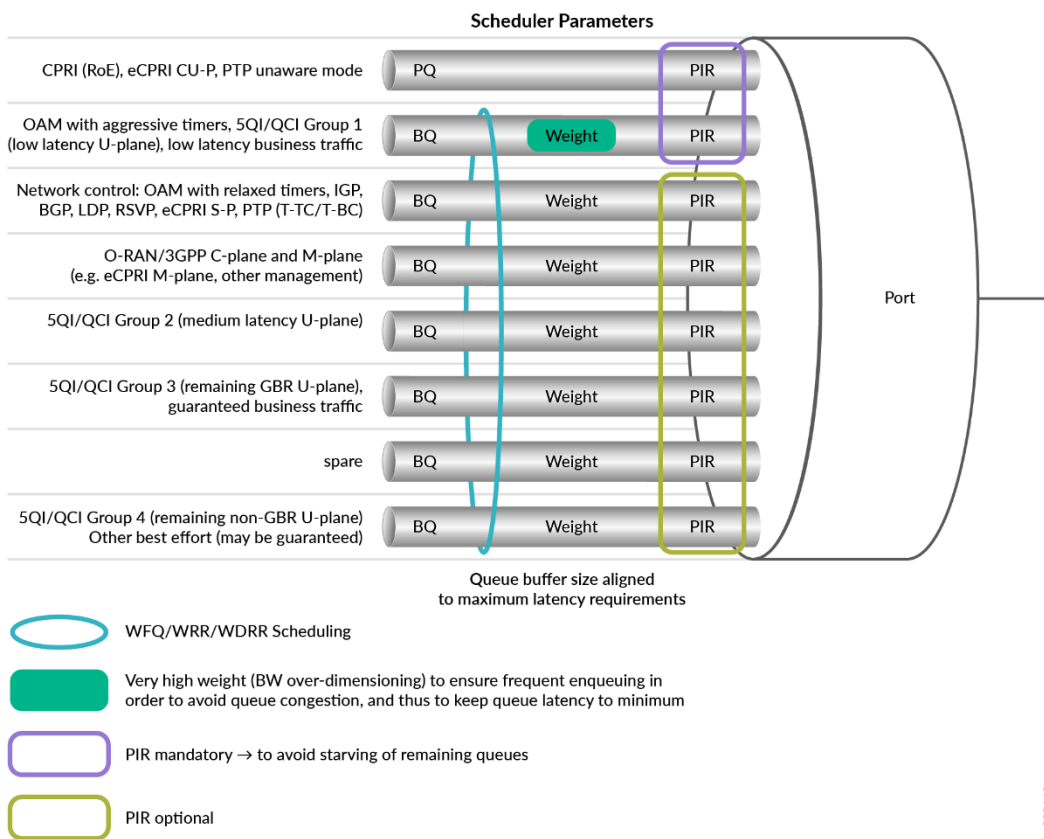 Scheduler Parameters
CPRI (RoE), eCPRI CU-P, PTP unaware mode
PQ
PIR
OAM with aggressive timers, 5QI/QCI Group 1
(low latency U-plane), low latency business traffic
BQ
Weight
PIR
Network control: OAM with relaxed timers, IGP,
BGP, LDP, RSVP, eCPRI S-P, PTP (T-TC/T-BC)
BQ
Weight
PIR
O-RAN/3GPP C-plane and M-plane
(e.g. eCPRI M-plane, other management)
BQ
Weight
PIR
5QI/QCI Group 2 (medium latency U-plane)
BQ
Weight
PIR
Port
5QI/QCI Group 3 (remaining GBR U-plane),
guaranteed business traffic
BQ
Weight
PIR
spare
BQ
Weight
PIR
5QI/QCI Group 4 (remaining non-GBR U-plane)
Other best effort (may be guaranteed)
BQ
Weight
PIR
Queue buffer size aligned
to maximum latency requirements
WFQ/WRR/WDRR Scheduling
Very high weight (BW over-dimensioning) to ensure frequent enqueuing in
order to avoid queue congestion, and thus to keep queue latency to minimum
PIR mandatory → to avoid starving of remaining queues
PIR optional